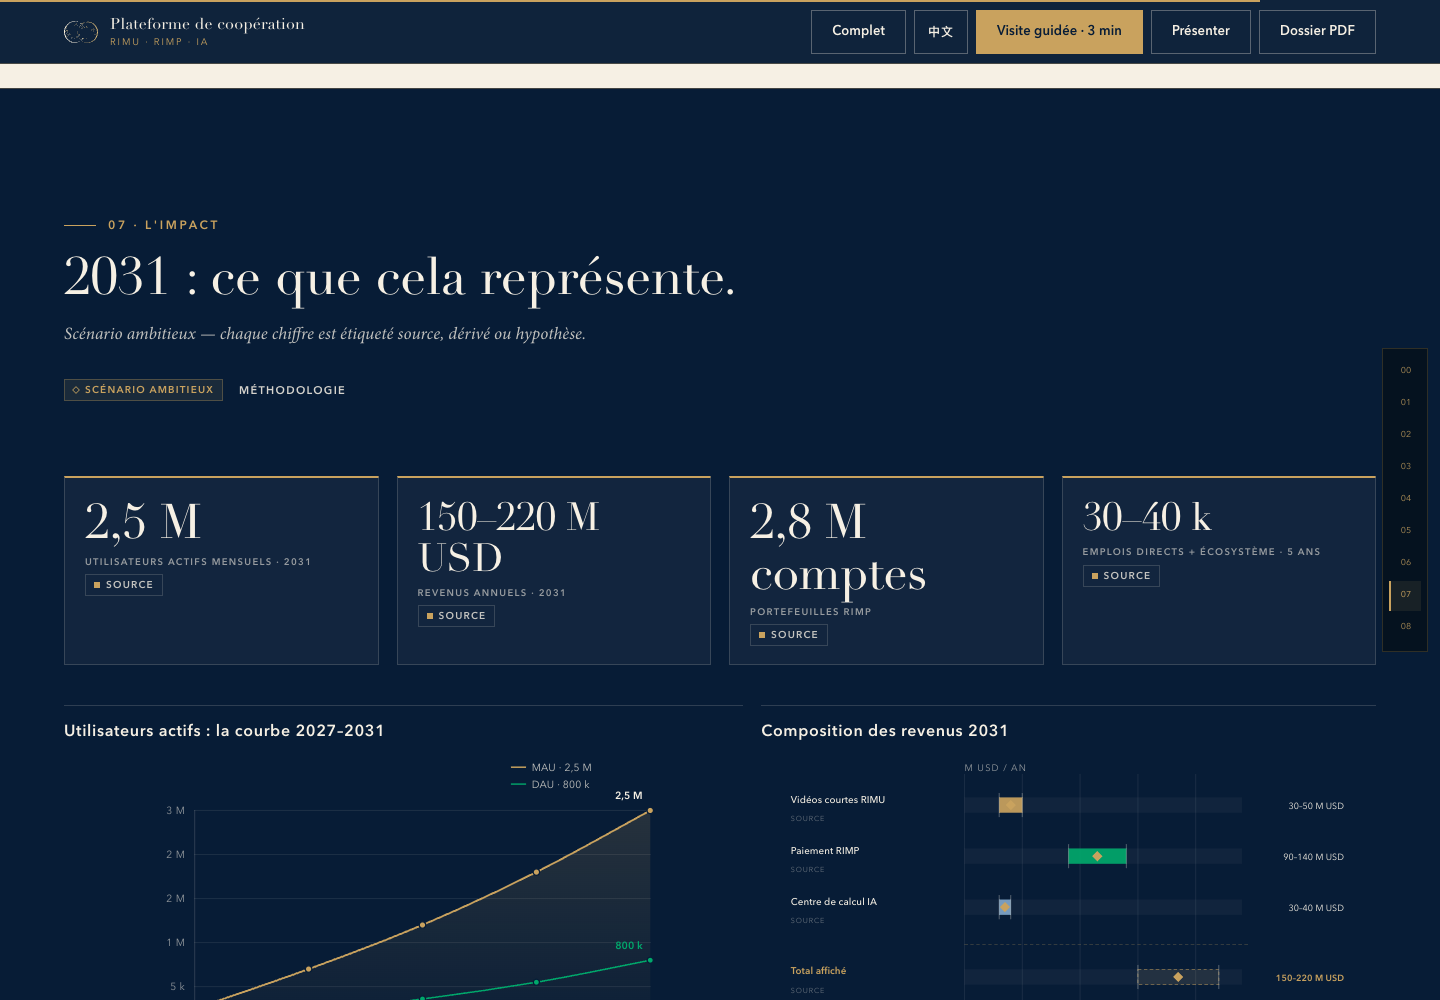 Plateforme de coopération
RIMU · RIMP · IA
Complet
中文
Visite guidée · 3 min
Présenter
Dossier PDF
07 · L'IMPACT
2031 : ce que cela représente.
Scénario ambitieux — chaque chiffre est étiqueté source, dérivé ou hypothèse.
◇ SCÉNARIO AMBITIEUX
MÉTHODOLOGIE
00
01
02
03
04
05
06
07
08
2,5 M
UTILISATEURS ACTIFS MENSUELS · 2031
SOURCE
150–220 M
USD
REVENUS ANNUELS · 2031
SOURCE
2,8 M
comptes
PORTEFEUILLES RIMP
SOURCE
30–40 k
EMPLOIS DIRECTS + ÉCOSYSTÈME · 5 ANS
SOURCE
Utilisateurs actifs : la courbe 2027–2031
MAU · 2,5 M
DAU · 800 k
2,5 M
3 M
2 M
2 M
1 M
800 k
5 k
Composition des revenus 2031
M USD / AN
Vidéos courtes RIMU
SOURCE
30–50 M USD
Paiement RIMP
SOURCE
90–140 M USD
Centre de calcul IA
SOURCE
30–40 M USD
Total affiché
SOURCE
150–220 M USD